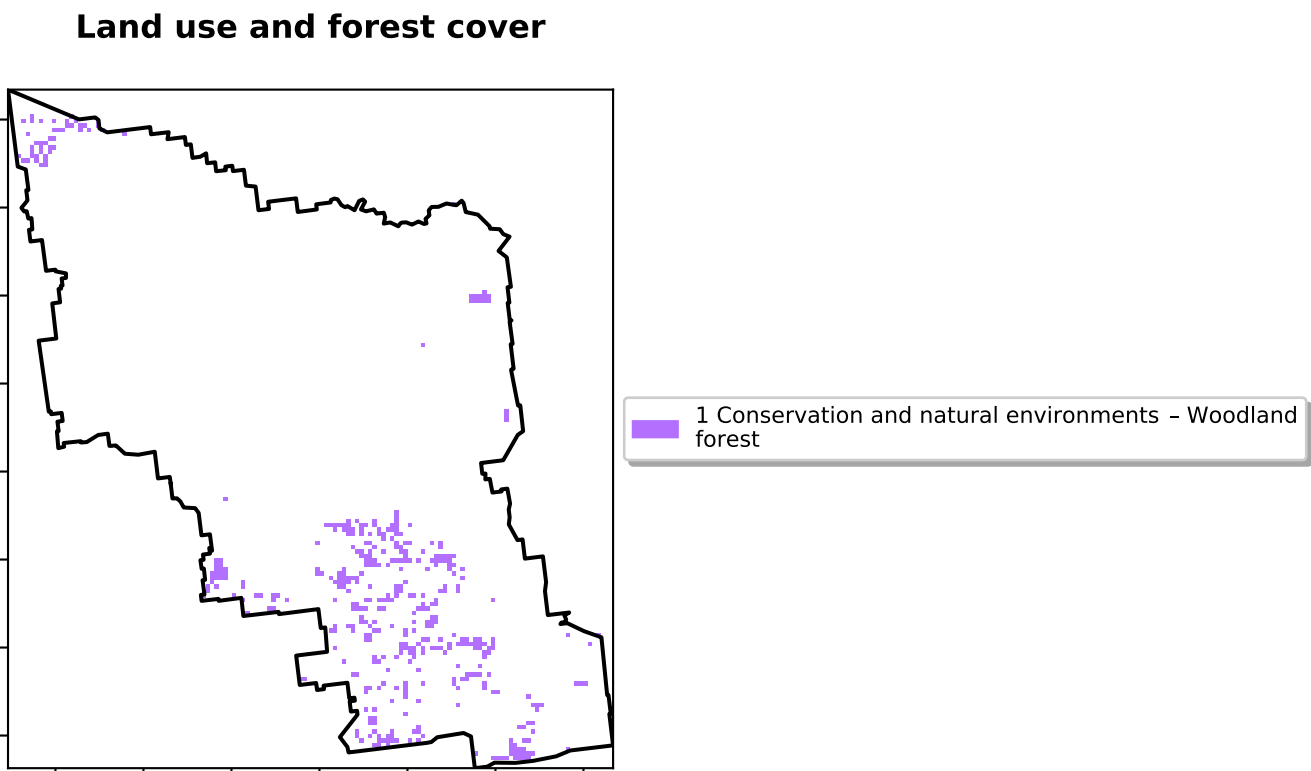 Land use and forest cover
1 Conservation and natural environments – Woodland
forest